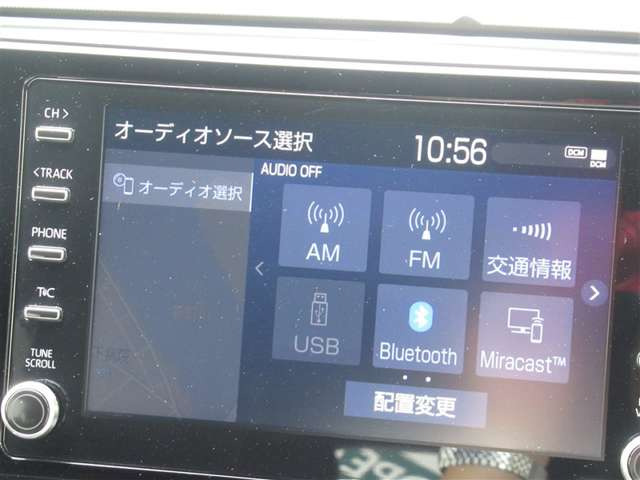 CH >
< TRACK
PHONE
T C
TUNE
SCROLL
オーディオソース選択
10:56
DCM
DCM
オーディオ選択
AUDIO OFF
AM
FM
交通情報
USB
Bluetooth
Miracast™
配置変更